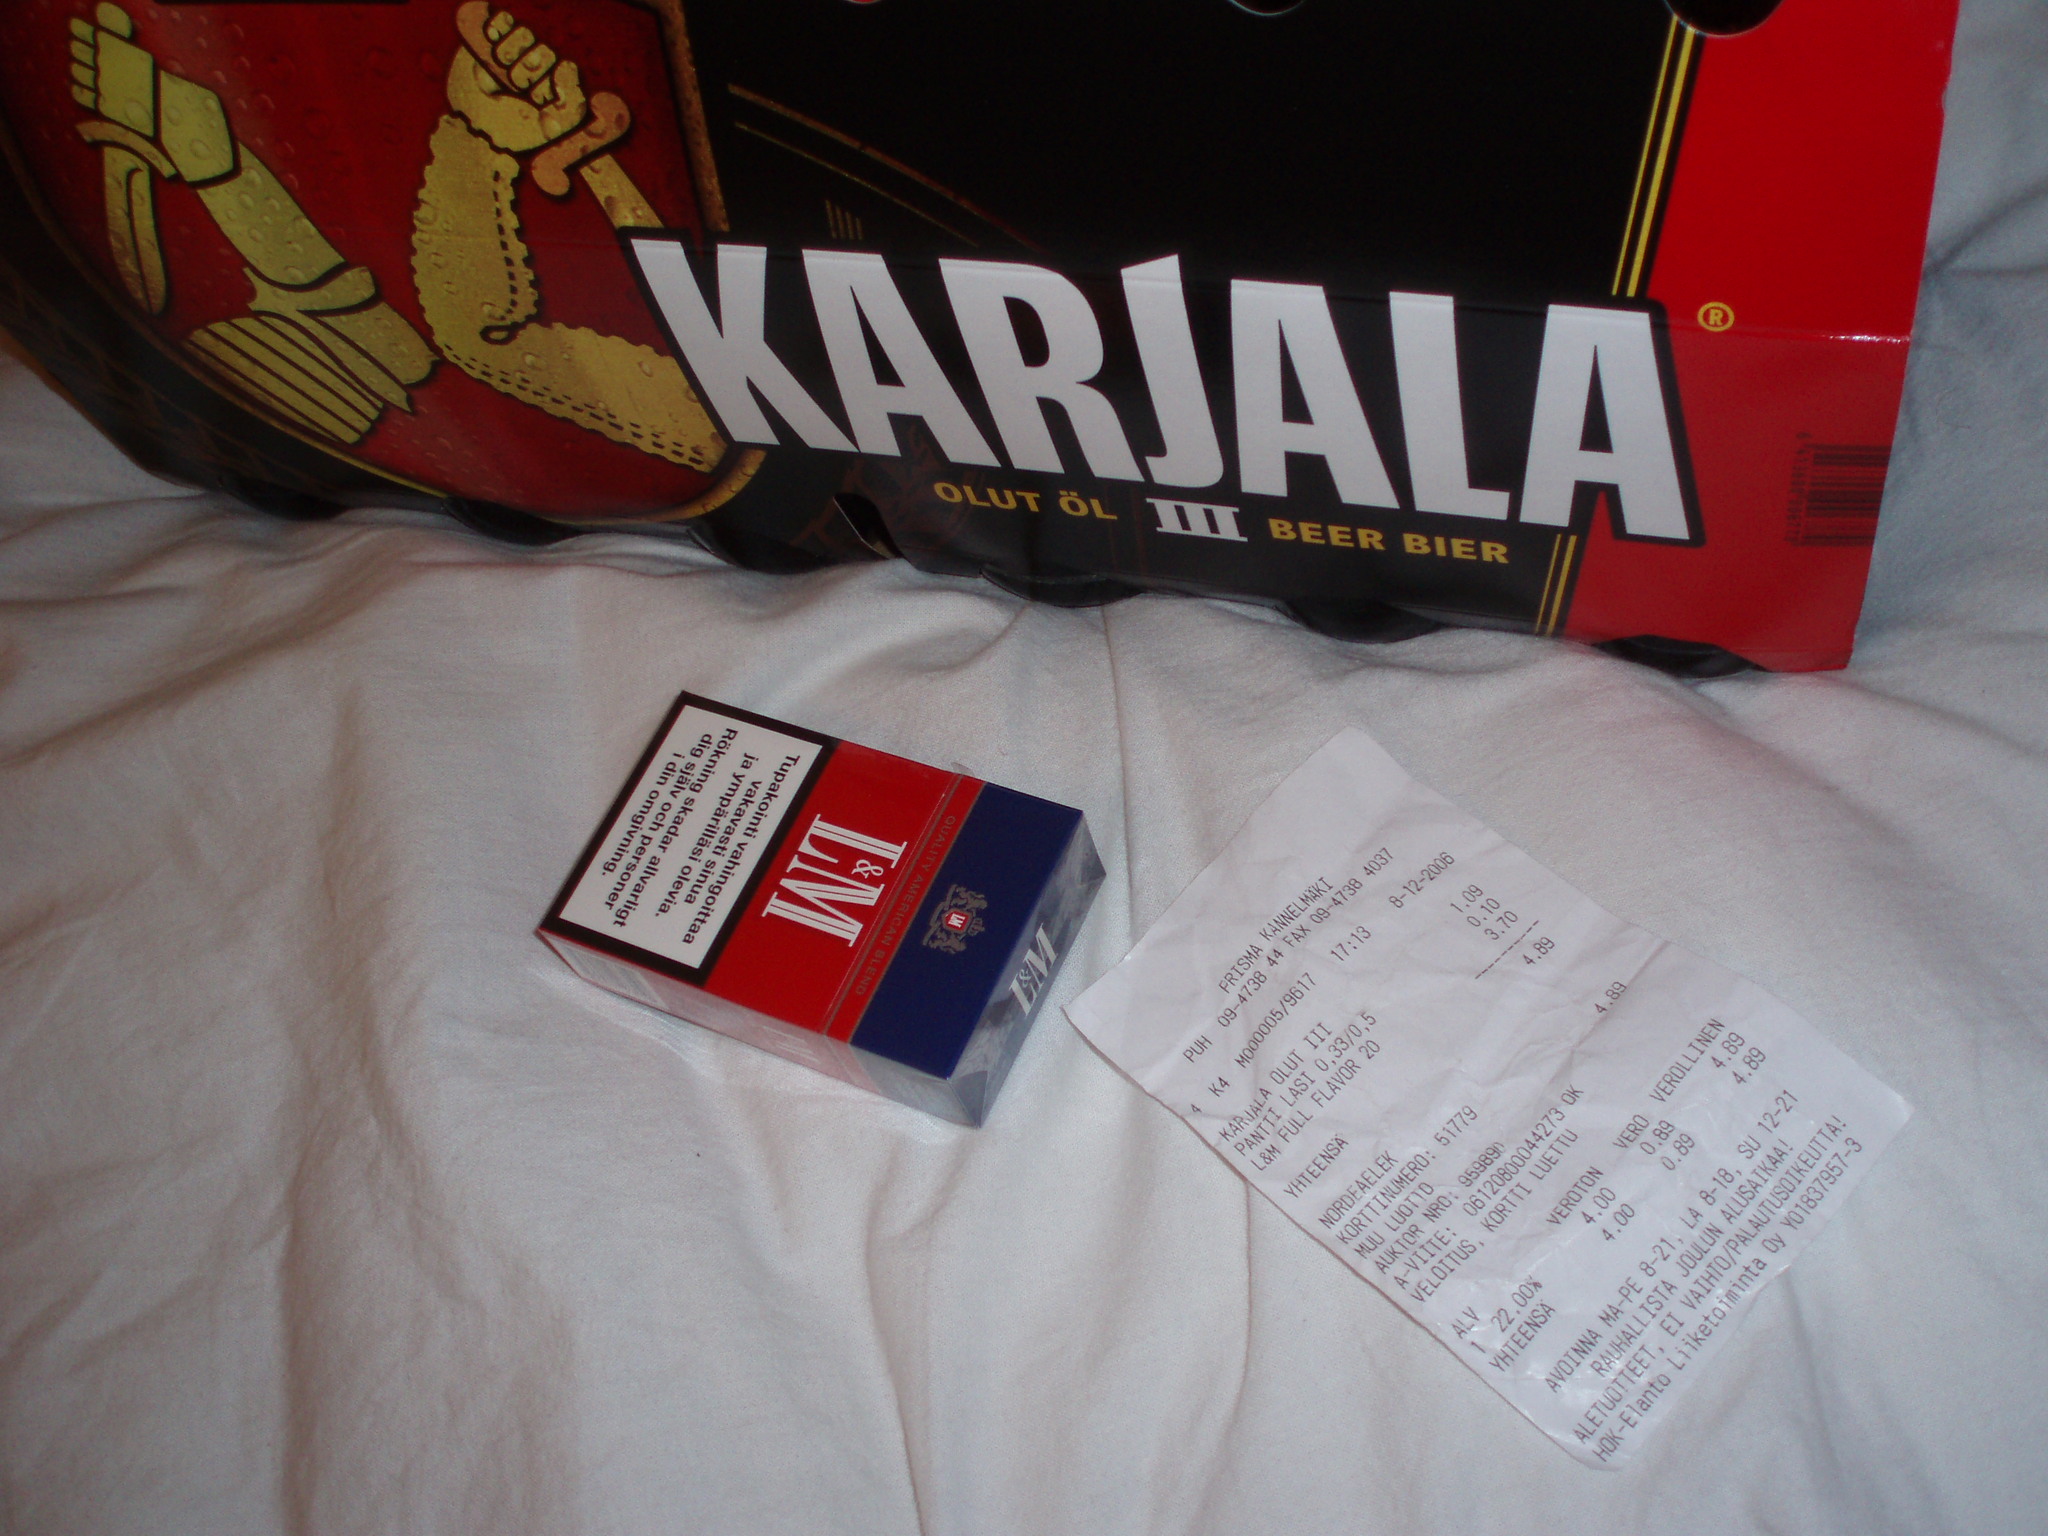 KARJALA ®
OLUT ÖL III BEER BIER
Tupakointi vahingoittaa
vakavasti sinua
ja ympärilläsi olevia.
Rökning skadar allvarligt
dig själv och personer
i din omgivning.
L&M
QUALITY AMERICAN BLEND
LM
L&M
PRISMA KANNELMÄKI
PUH 09-4738 44 FAX 09-4738 4037
4 K4 M000005/9617 17:13 8-12-2006
KARJALA OLUT III 1.09
PANTTI LASI 0,33/0,5 0.10
L&M FULL FLAVOR 20 3.70
YHTEENSÄ 4.89
NORDEAELEK 4.89
KORTTINUMERO: 51779
MUU LUOTTO
AUKTOR NRO: 959890
A-VIITE: 061208000044273 OK
VELOITUS, KORTTI LUETTU
ALV VEROTON VERO VEROLLINEN
1 22.00% 4.00 0.89 4.89
YHTEENSÄ 4.00 0.89 4.89
AVOINNA MA-PE 8-21, LA 8-18, SU 12-21
RAUHALLISTA JOULUN ALUSAIKAA!
ALETUOTTEET, EI VAIHTO/PALAUTUSOIKEUTTA!
HOK-Elanto Liiketoiminta Oy Y01837957-3